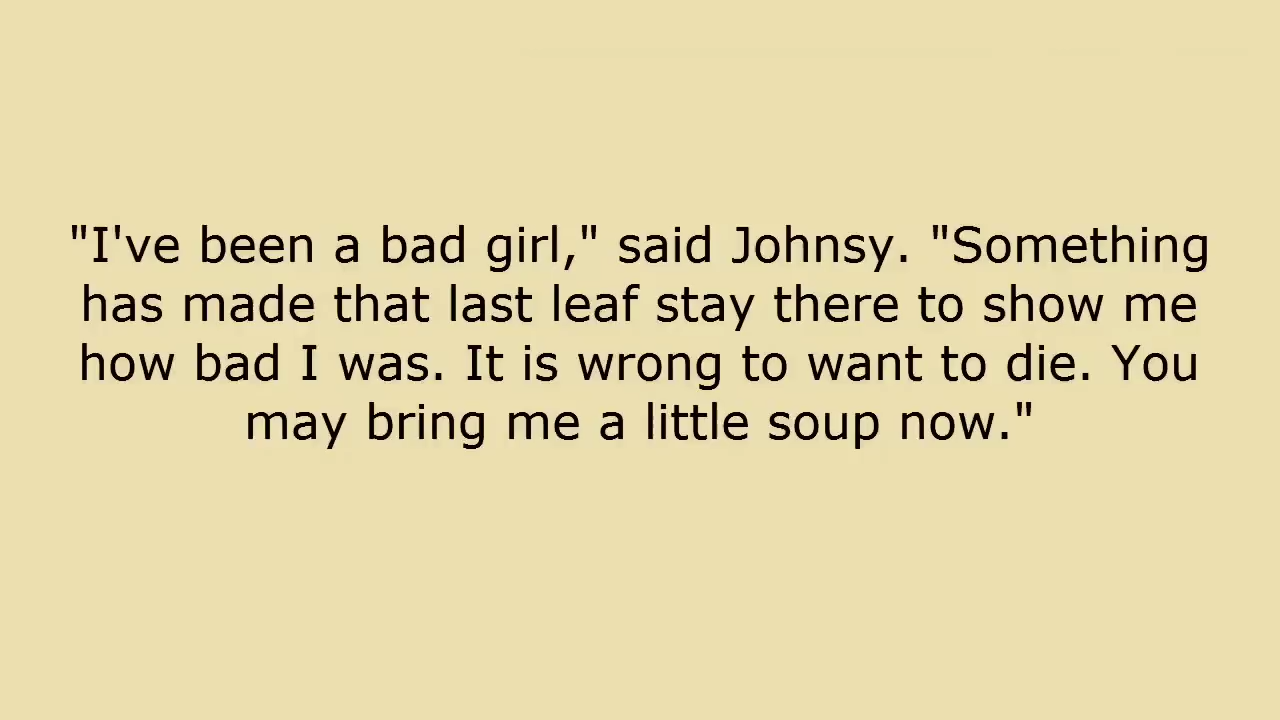 "I've been a bad girl," said Johnsy. "Something
has made that last leaf stay there to show me
how bad I was. It is wrong to want to die. You
may bring me a little soup now."